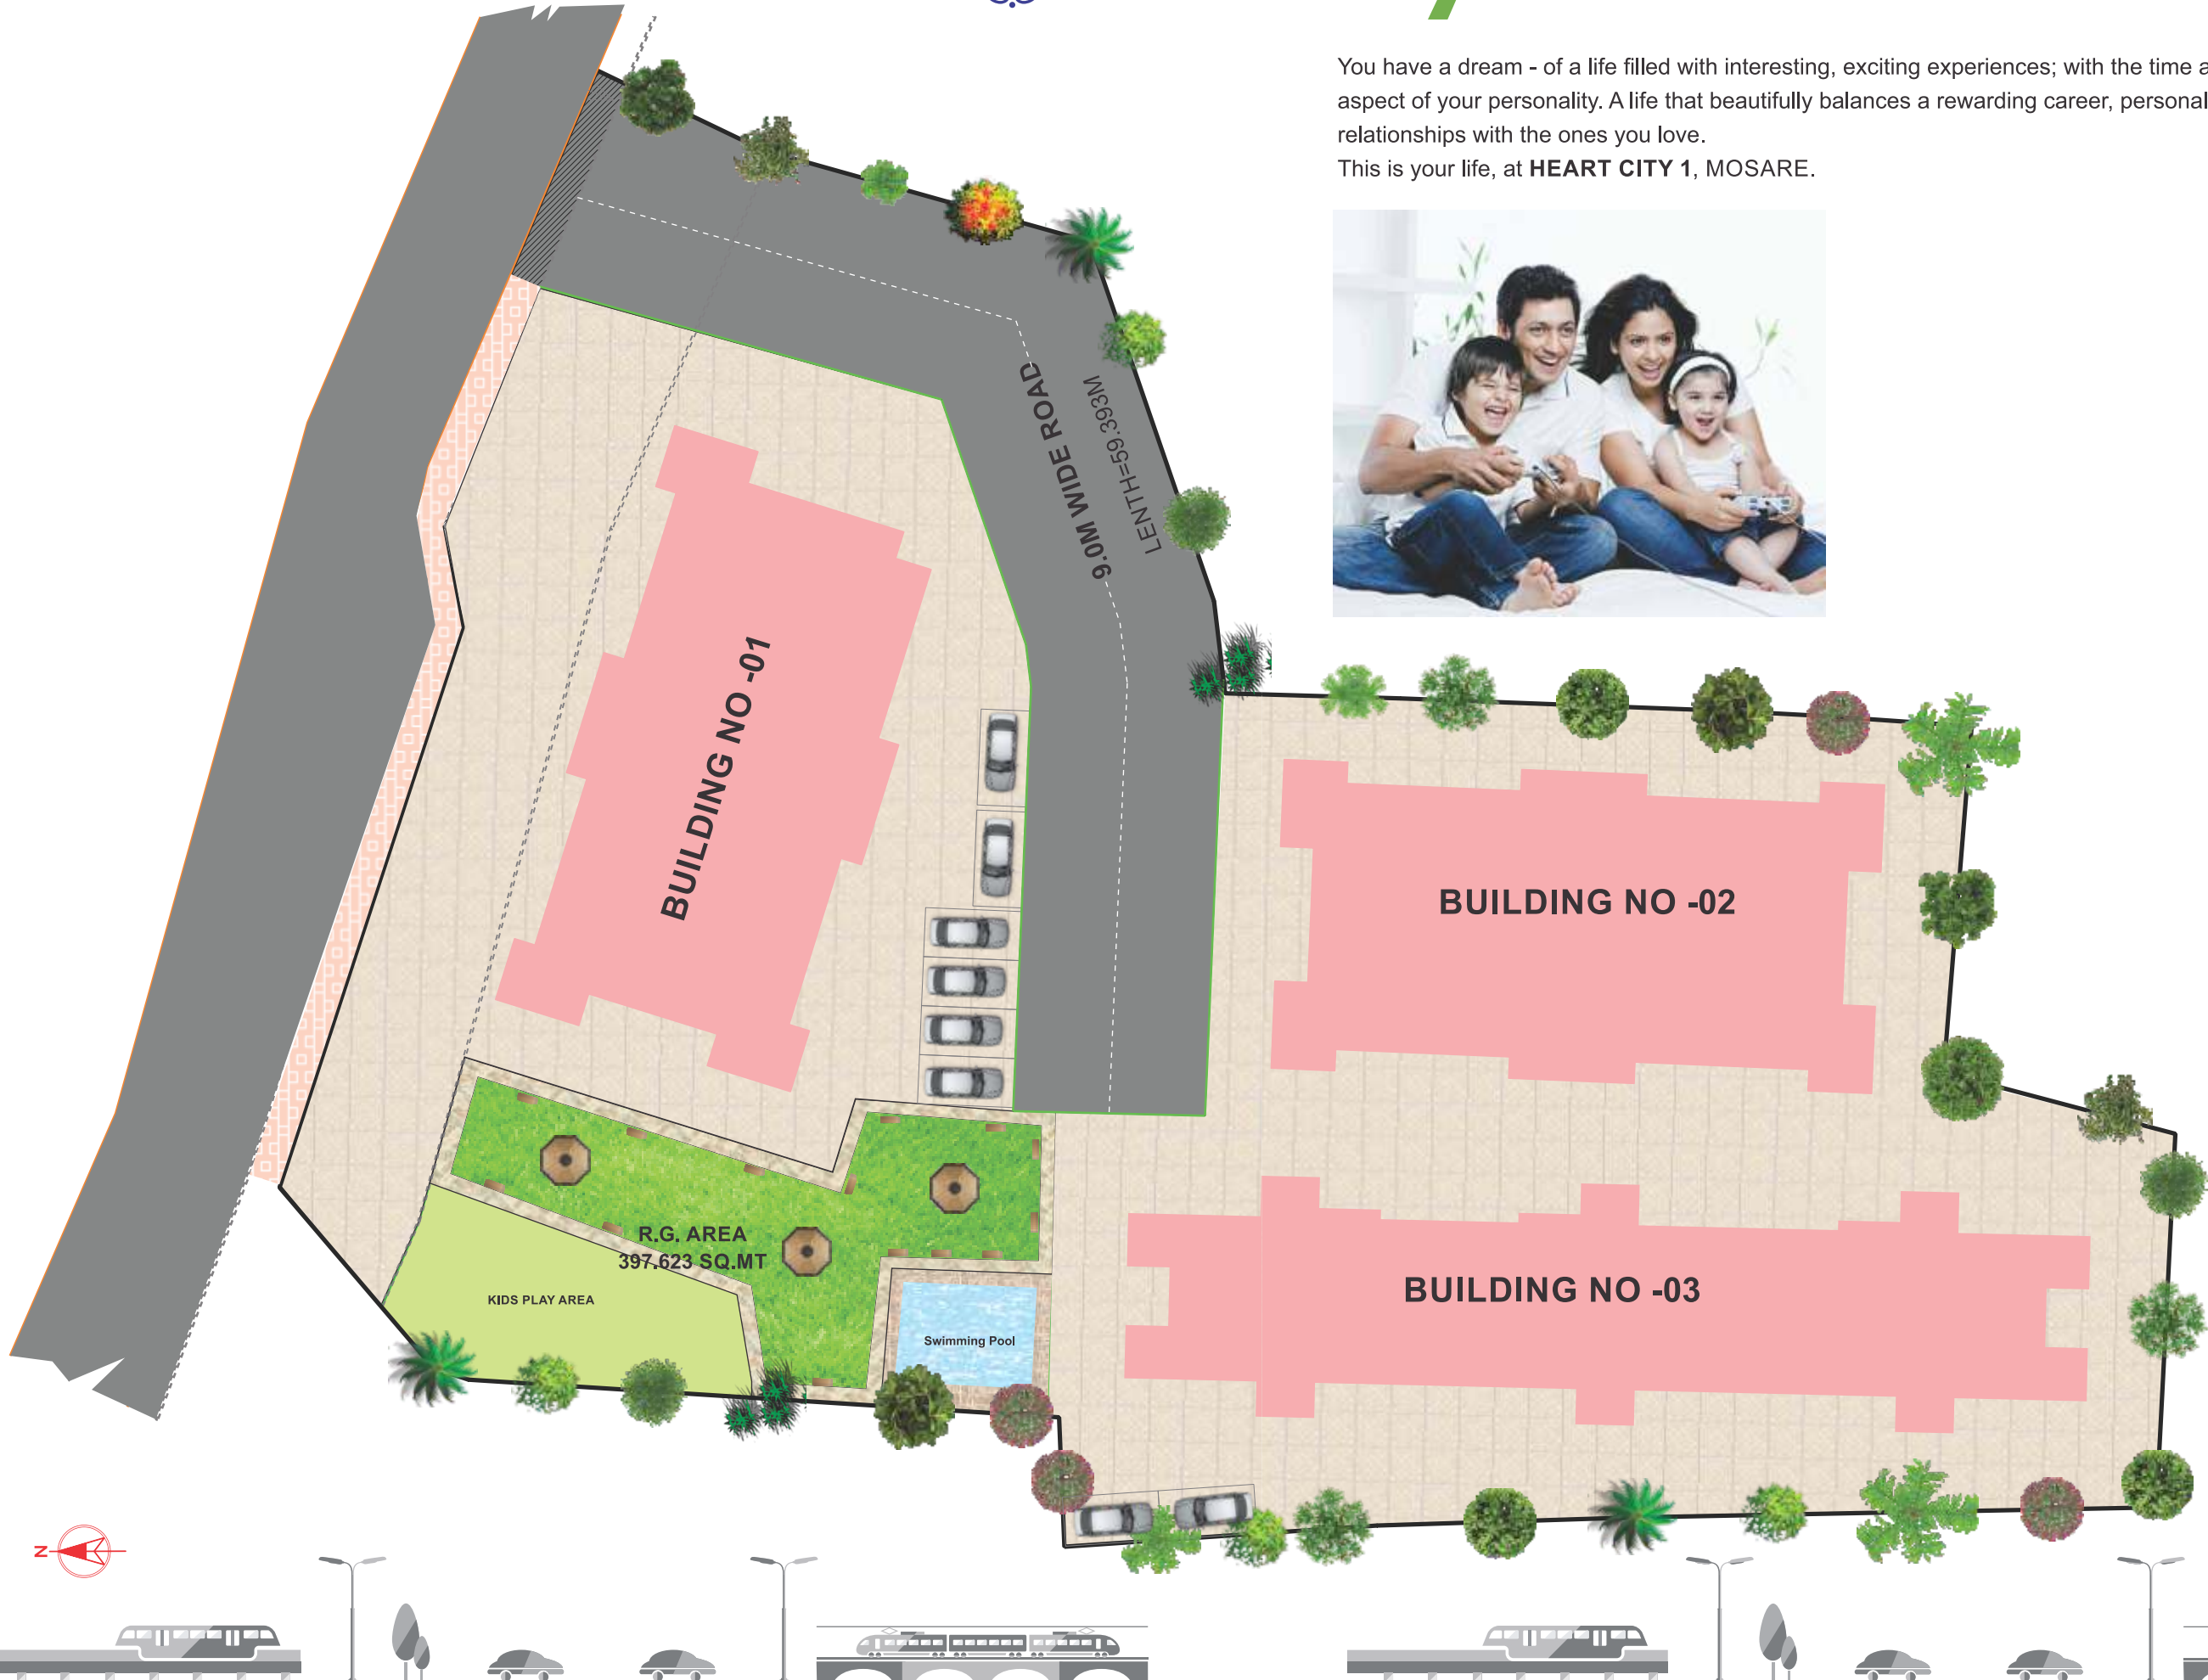 You have a dream - of a life filled with interesting, exciting experiences; with the time a
aspect of your personality. A life that beautifully balances a rewarding career, personal
relationships with the ones you love.
This is your life, at HEART CITY 1, MOSARE.
9.0M WIDE ROAD
LENTH=59.393M
BUILDING NO -01
BUILDING NO -02
BUILDING NO -03
R.G. AREA
397.623 SQ.MT
KIDS PLAY AREA
Swimming Pool
N